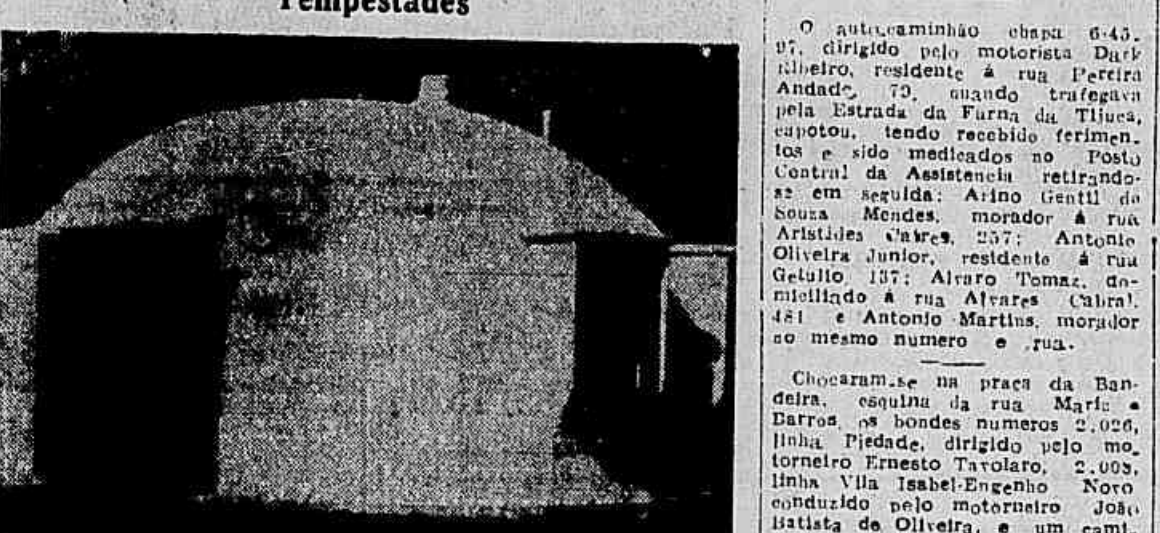 Tempestades
O autocaminhão chapa 6-45.
97, dirigido pelo motorista Dark
Ribeiro, residente á rua Pereira
Andade, 79, quando trafegava
pela Estrada da Furna da Tijuca,
capotou, tendo recebido ferimen-
tos e sido medicados no Posto
Central da Assistencia retirando-
se em seguida: Arino Gentil de
Souza Mendes, morador á rua
Aristides 257; Antonio
Oliveira Junior, residente á rua
Getulio 137; Alvaro Tomaz, do-
miciliado á rua Alvares Cabral,
481 e Antonio Martins, morador
no mesmo numero e rua.
Chocaram-se na praca da Ban-
deira, esquina da rua Mariz e
Barros, os bondes numeros 2.026,
linha Piedade, dirigido pelo mo-
torneiro Ernesto Tavolaro, 2.008,
linha Vila Isabel-Engenho Novo
conduzido pelo motorneiro João
Batista de Oliveira, e um cami-